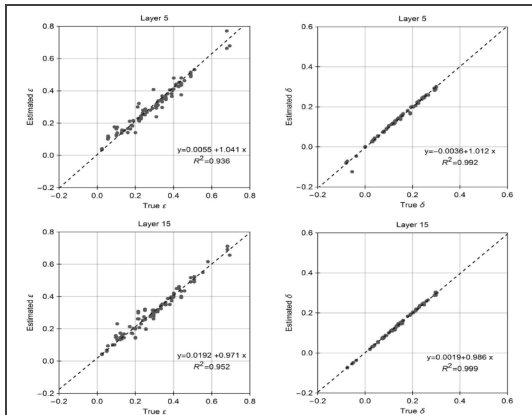 Layer 5
0.8
0.6
0.4
0.2
0.0
−0.2
−0.2 0.0 0.2 0.4 0.6 0.8
Estimated ε
True ε
y=0.0055 +1.041 x
R²=0.936
Layer 5
0.6
0.4
0.2
0.0
−0.2
−0.2 0.0 0.2 0.4 0.6
Estimated δ
True δ
y=−0.0036+1.012 x
R²=0.992
Layer 15
0.8
0.6
0.4
0.2
0.0
−0.2
−0.2 0.0 0.2 0.4 0.6 0.8
Estimated ε
True ε
y=0.0192 +0.971 x
R²=0.952
Layer 15
0.6
0.4
0.2
0.0
−0.2
−0.2 0.0 0.2 0.4 0.6
Estimated δ
True δ
y=0.0019+0.986 x
R²=0.999